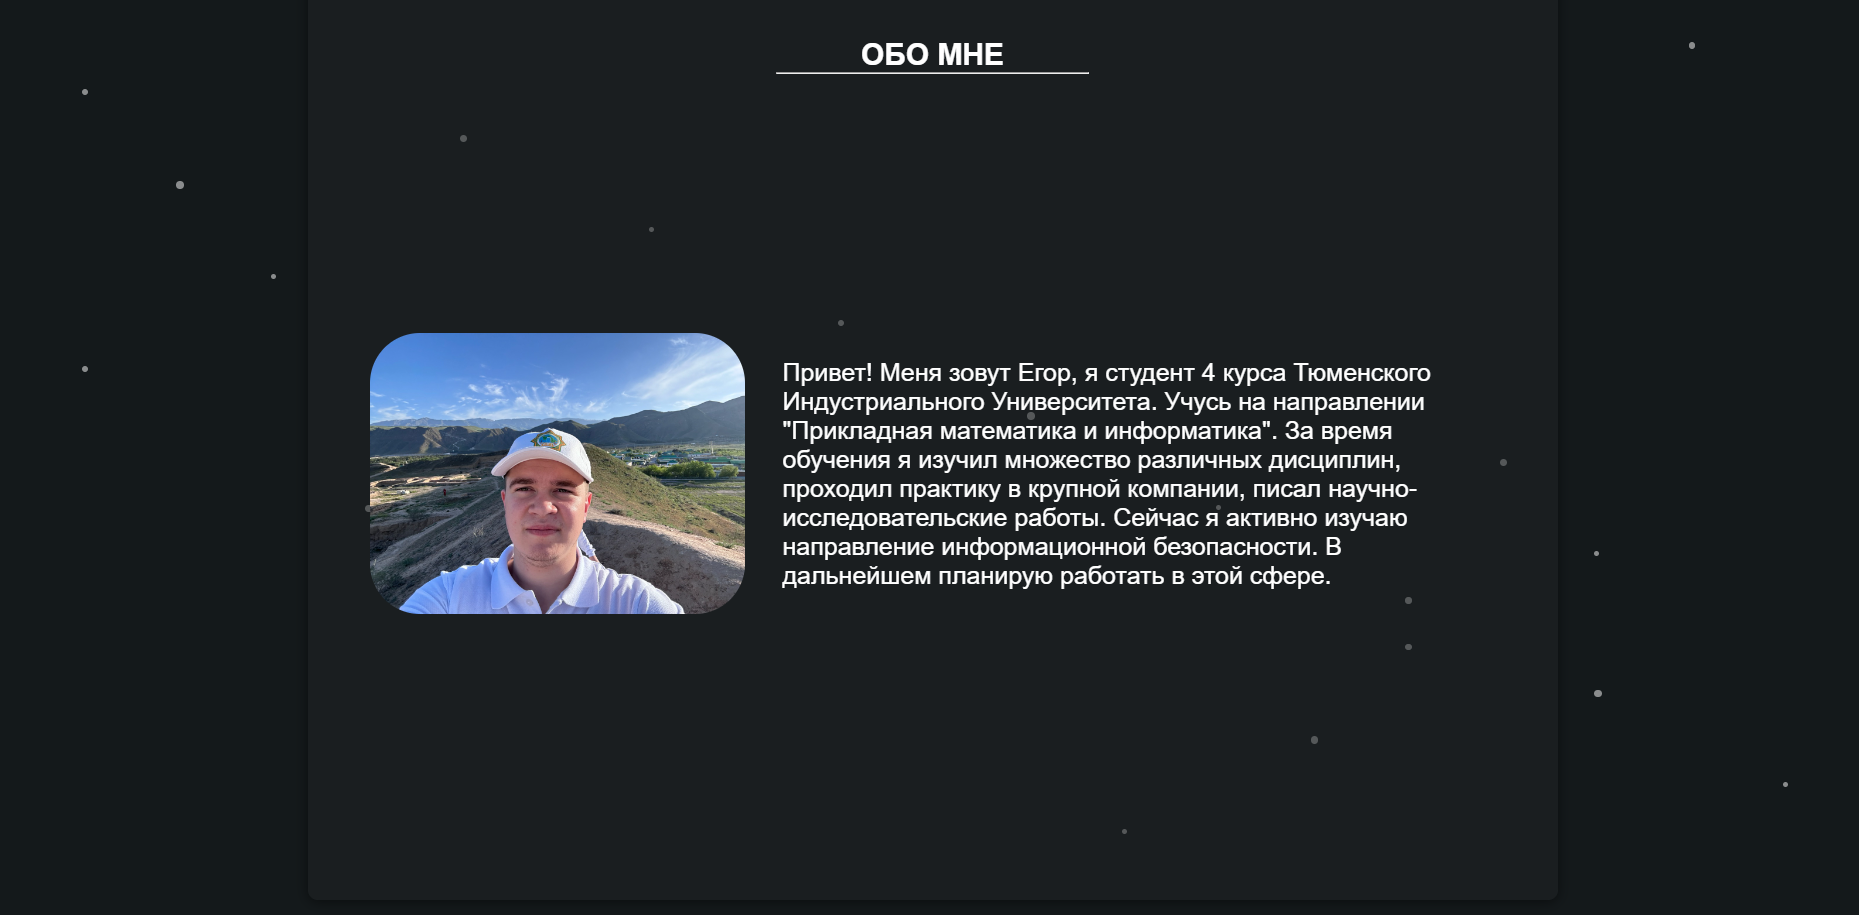 ОБО МНЕ
Привет! Меня зовут Егор, я студент 4 курса Тюменского
Индустриального Университета. Учусь на направлении
"Прикладная математика и информатика". За время
обучения я изучил множество различных дисциплин,
проходил практику в крупной компании, писал научно-
исследовательские работы. Сейчас я активно изучаю
направление информационной безопасности. В
дальнейшем планирую работать в этой сфере.